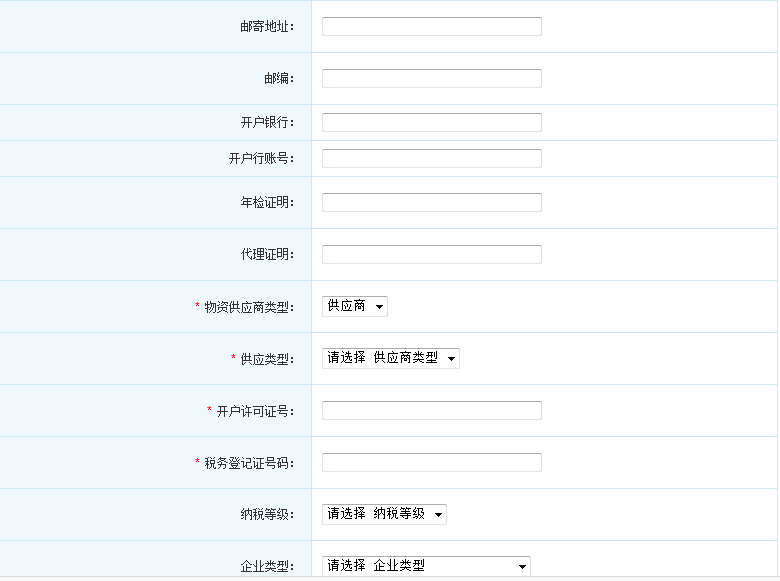 邮寄地址:
邮编:
开户银行:
开户行账号:
年检证明:
代理证明:
* 物资供应商类型: 供应商
* 供应类型: 请选择 供应商类型
* 开户许可证号:
* 税务登记证号码:
纳税等级: 请选择 纳税等级
企业类型: 请选择 企业类型